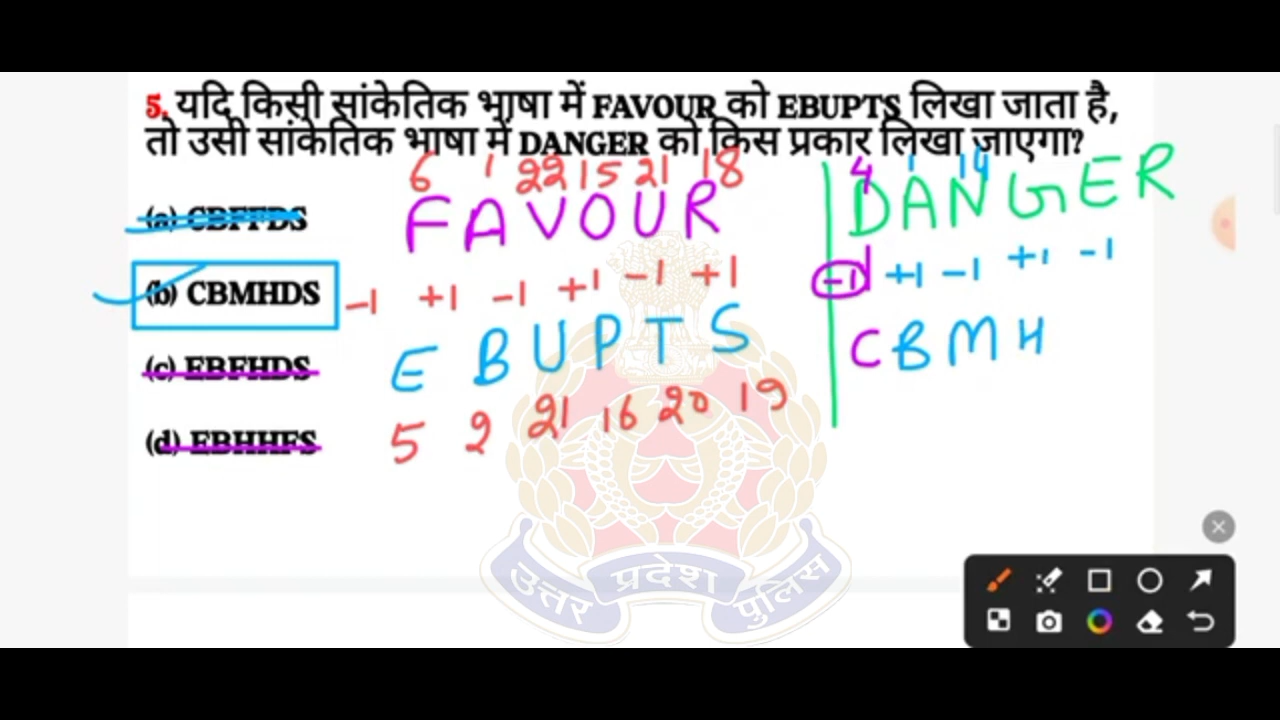 5. यदि किसी सांकेतिक भाषा में FAVOUR को EBUPTS लिखा जाता है,
तो उसी सांकेतिक भाषा में DANGER को किस प्रकार लिखा जाएगा?
6 1 22 15 21 18
4 1 14
FAVOUR
DANGER
(a) CBFFDS
(b) CBMHDS
-1 +1 -1 +1 -1 +1
-1 +1 -1 +1 -1
EBUPTS
CBMH
(c) EBFHDS
5 2 21 16 20 19
(d) EBHHFS
उत्तर प्रदेश पुलिस